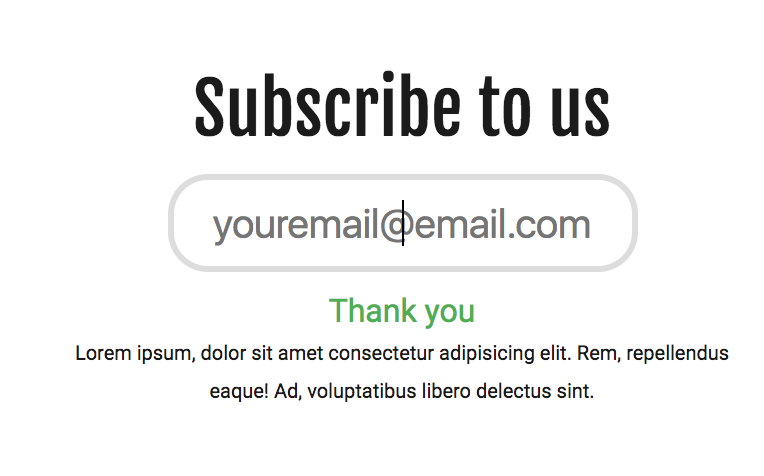 Subscribe to us
youremail@email.com
Thank you
Lorem ipsum, dolor sit amet consectetur adipisicing elit. Rem, repellendus
eaque! Ad, voluptatibus libero delectus sint.